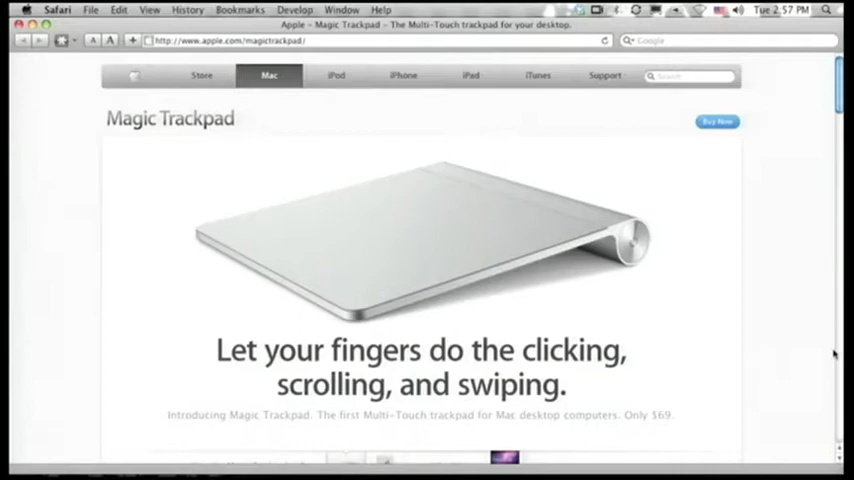 Safari File Edit View History Bookmarks Develop Window Help Tue 2:57 PM
Apple - Magic Trackpad - The Multi-Touch trackpad for your desktop.
A A + http://www.apple.com/magictrackpad/ Google
Store Mac iPod iPhone iPad iTunes Support Search
Magic Trackpad
Buy Now
Let your fingers do the clicking,
scrolling, and swiping.
Introducing Magic Trackpad. The first Multi-Touch trackpad for Mac desktop computers. Only $69.